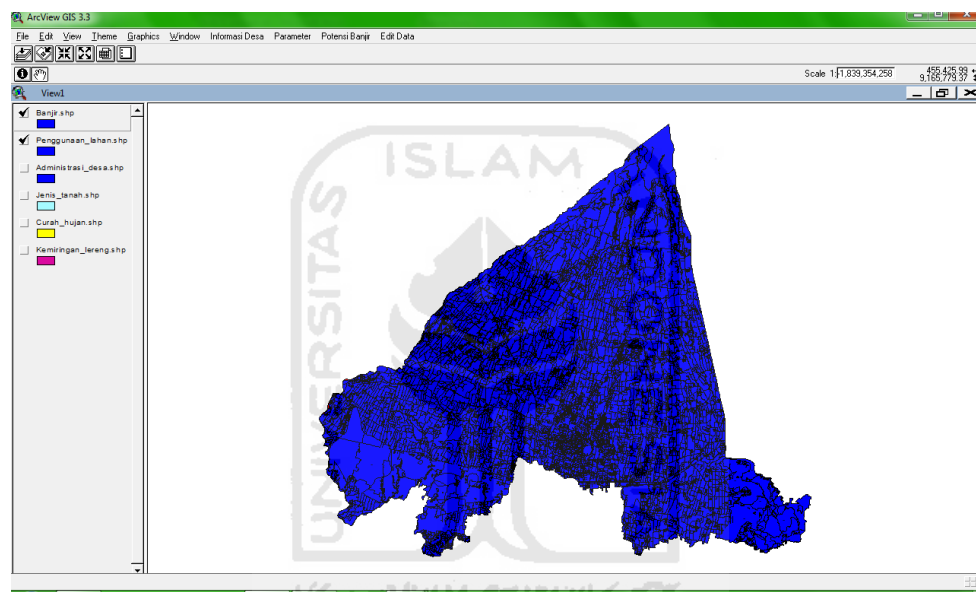 ArcView GIS 3.3
File Edit View Theme Graphics Window Informasi Desa Parameter Potensi Banjir Edit Data
Scale 1: 1,839,354,258
455,425.99
9,165,779.37
View1
Banjir.shp
Penggunaan_lahan.shp
Administrasi_desa.shp
Jenis_tanah.shp
Curah_hujan.shp
Kemiringan_lereng.shp
UNIVERSITAS
ISLAM
INDONESIA